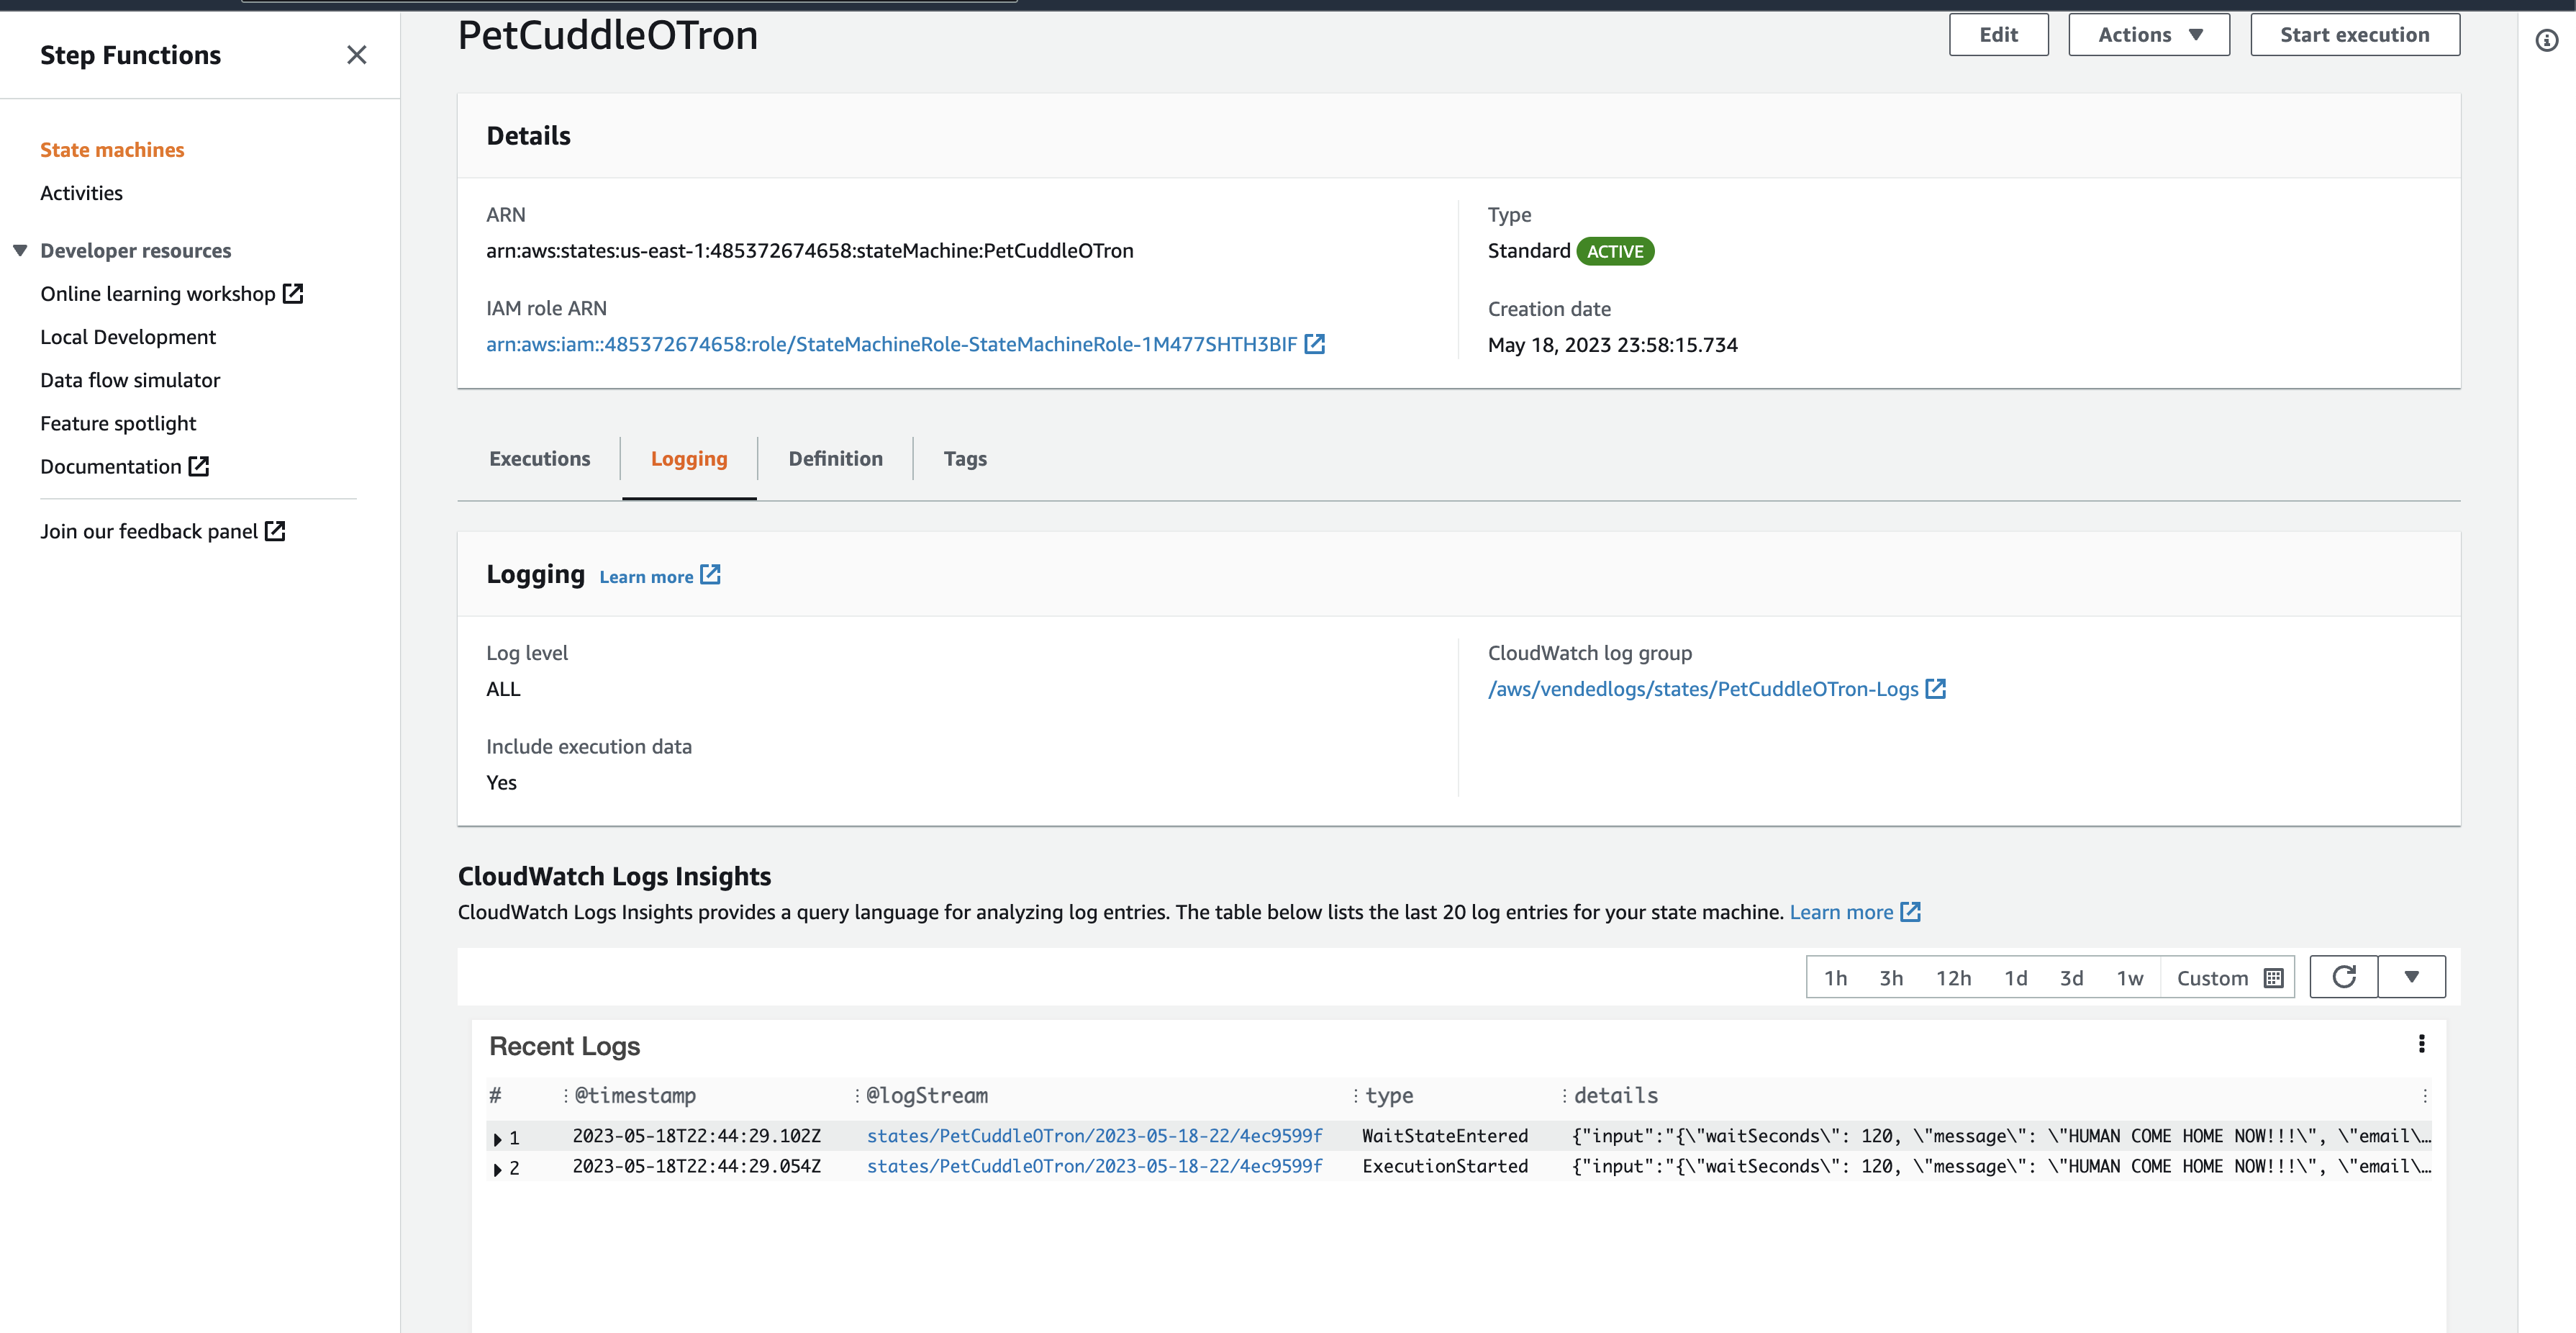 PetCuddleOTron
Edit
Actions
Start execution
Step Functions
State machines
Activities
Developer resources
Online learning workshop
Local Development
Data flow simulator
Feature spotlight
Documentation
Join our feedback panel
Details
ARN
arn:aws:states:us-east-1:485372674658:stateMachine:PetCuddleOTron
IAM role ARN
arn:aws:iam::485372674658:role/StateMachineRole-StateMachineRole-1M477SHTH3BIF
Type
Standard ACTIVE
Creation date
May 18, 2023 23:58:15.734
Executions
Logging
Definition
Tags
Logging Learn more
Log level
ALL
Include execution data
Yes
CloudWatch log group
/aws/vendedlogs/states/PetCuddleOTron-Logs
CloudWatch Logs Insights
CloudWatch Logs Insights provides a query language for analyzing log entries. The table below lists the last 20 log entries for your state machine. Learn more
1h 3h 12h 1d 3d 1w Custom
Recent Logs
# @timestamp @logStream type details
1 2023-05-18T22:44:29.102Z states/PetCuddleOTron/2023-05-18-22/4ec9599f WaitStateEntered {"input":"{\"waitSeconds\": 120, \"message\": \"HUMAN COME HOME NOW!!!\", \"email\…
2 2023-05-18T22:44:29.054Z states/PetCuddleOTron/2023-05-18-22/4ec9599f ExecutionStarted {"input":"{\"waitSeconds\": 120, \"message\": \"HUMAN COME HOME NOW!!!\", \"email\…